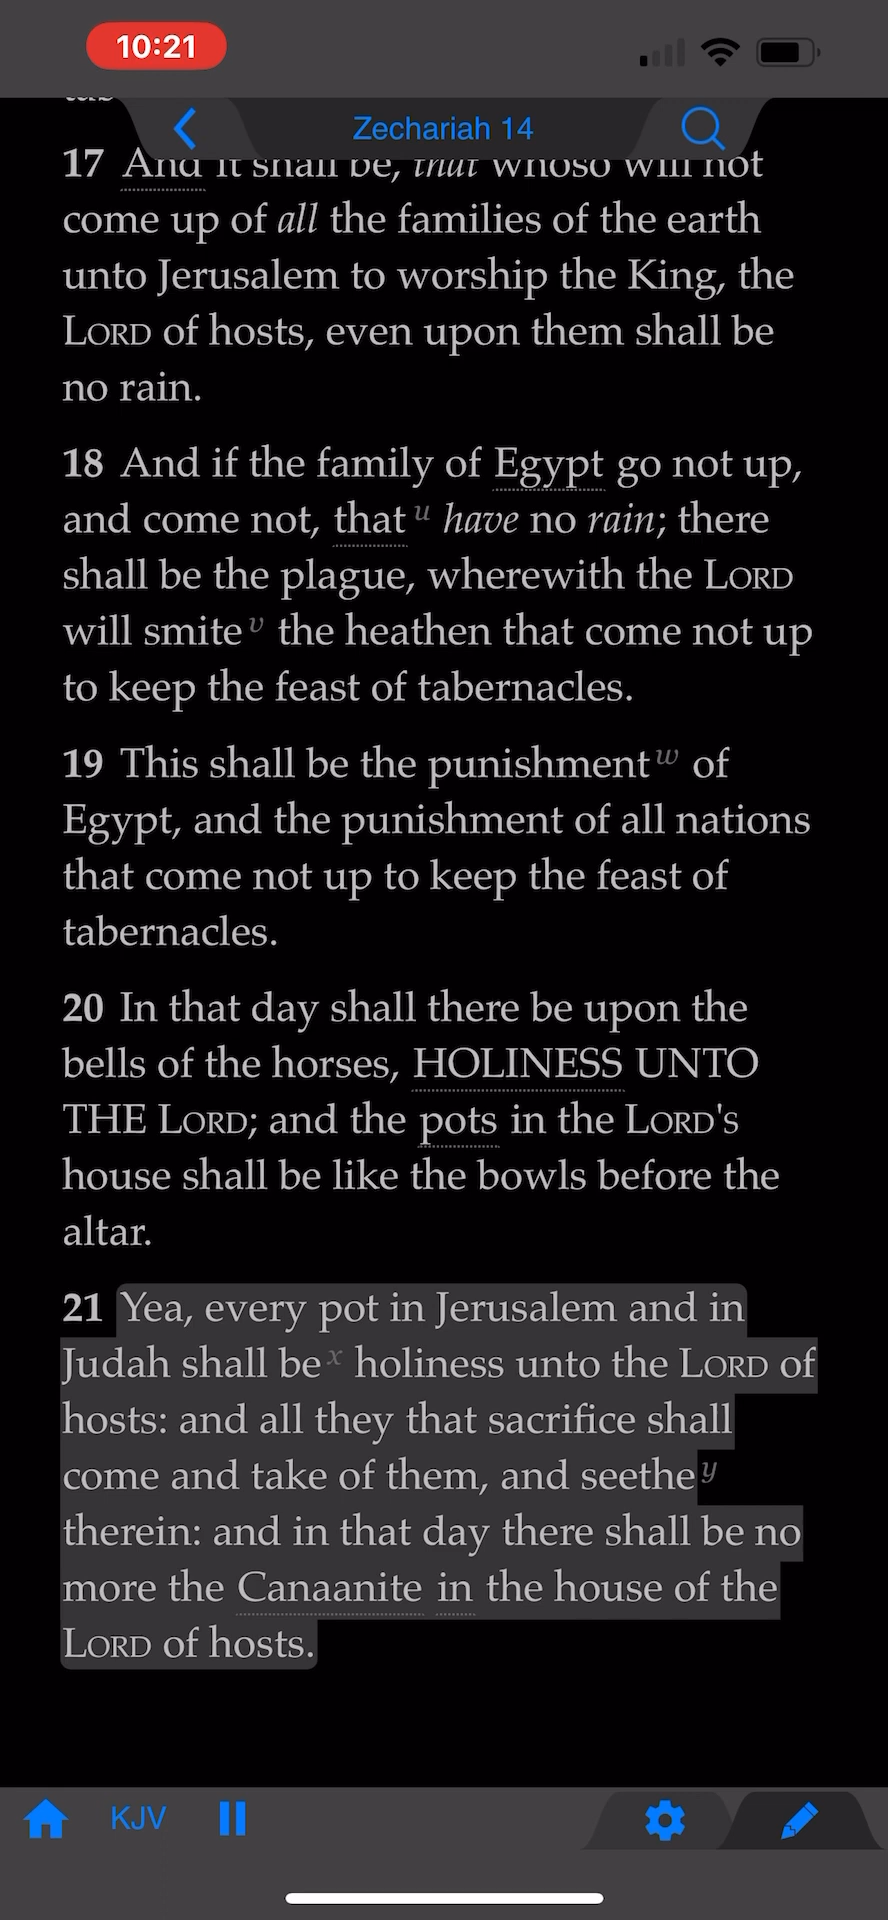 10:21
Zechariah 14
17 And it shall be, that whoso will not
come up of all the families of the earth
unto Jerusalem to worship the King, the
LORD of hosts, even upon them shall be
no rain.
18 And if the family of Egypt go not up,
and come not, that u have no rain; there
shall be the plague, wherewith the LORD
will smite v the heathen that come not up
to keep the feast of tabernacles.
19 This shall be the punishment w of
Egypt, and the punishment of all nations
that come not up to keep the feast of
tabernacles.
20 In that day shall there be upon the
bells of the horses, HOLINESS UNTO
THE LORD; and the pots in the LORD's
house shall be like the bowls before the
altar.
21 Yea, every pot in Jerusalem and in
Judah shall be x holiness unto the LORD of
hosts: and all they that sacrifice shall
come and take of them, and seethe y
therein: and in that day there shall be no
more the Canaanite in the house of the
LORD of hosts.
KJV